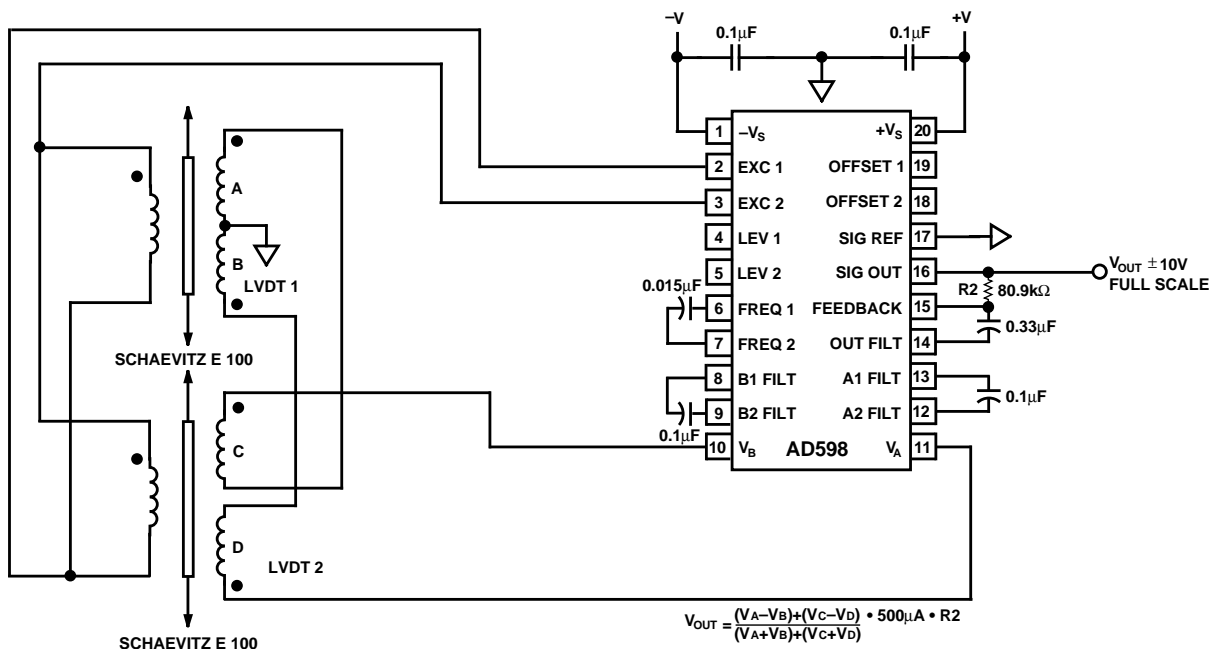 –V
+V
0.1µF
0.1µF
1
–VS
+VS
20
2
EXC 1
OFFSET 1
19
3
EXC 2
OFFSET 2
18
4
LEV 1
SIG REF
17
5
LEV 2
SIG OUT
16
6
FREQ 1
FEEDBACK
15
7
FREQ 2
OUT FILT
14
8
B1 FILT
A1 FILT
13
9
B2 FILT
A2 FILT
12
10
VB
AD598
VA
11
0.015µF
0.1µF
VOUT ±10V
FULL SCALE
R2
80.9kΩ
0.33µF
0.1µF
A
B
LVDT 1
SCHAEVITZ E 100
C
D
LVDT 2
SCHAEVITZ E 100
VOUT = (VA–VB)+(VC–VD) • 500µA • R2
(VA+VB)+(VC+VD)